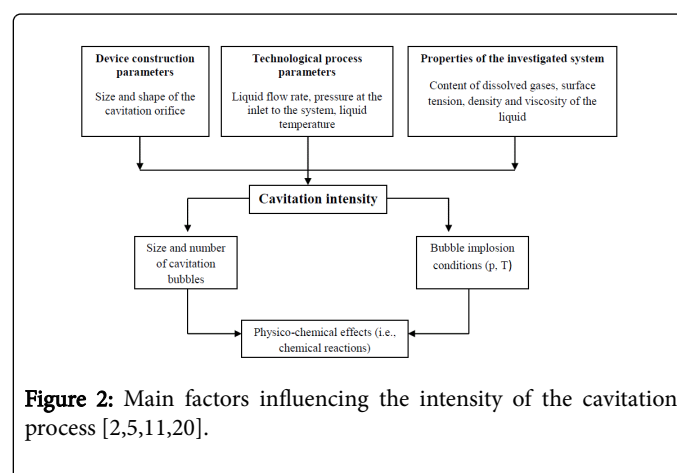 Device construction
parameters
Size and shape of the
cavitation orifice
Technological process
parameters
Liquid flow rate, pressure at the
inlet to the system, liquid
temperature
Properties of the investigated system
Content of dissolved gases, surface
tension, density and viscosity of the
liquid
Cavitation intensity
Size and number
of cavitation
bubbles
Bubble implosion
conditions (p, T)
Physico-chemical effects (i.e.,
chemical reactions)
Figure 2: Main factors influencing the intensity of the cavitation
process [2,5,11,20].